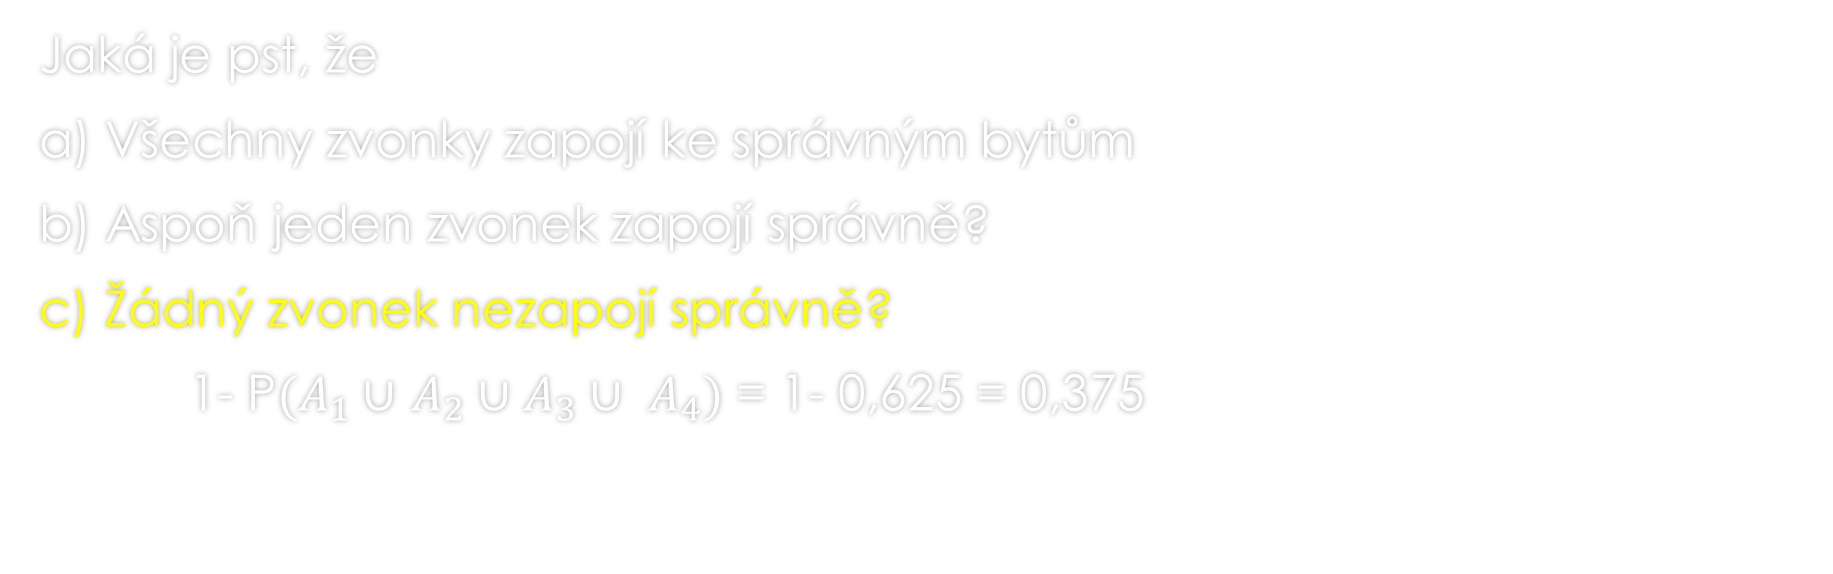 Jaká je pst, že
a) Všechny zvonky zapojí ke správným bytům
b) Aspoň jeden zvonek zapojí správně?
c) Žádný zvonek nezapojí správně?
1- P(𝐴₁ ∪ 𝐴₂ ∪ 𝐴₃ ∪ 𝐴₄) = 1- 0,625 = 0,375